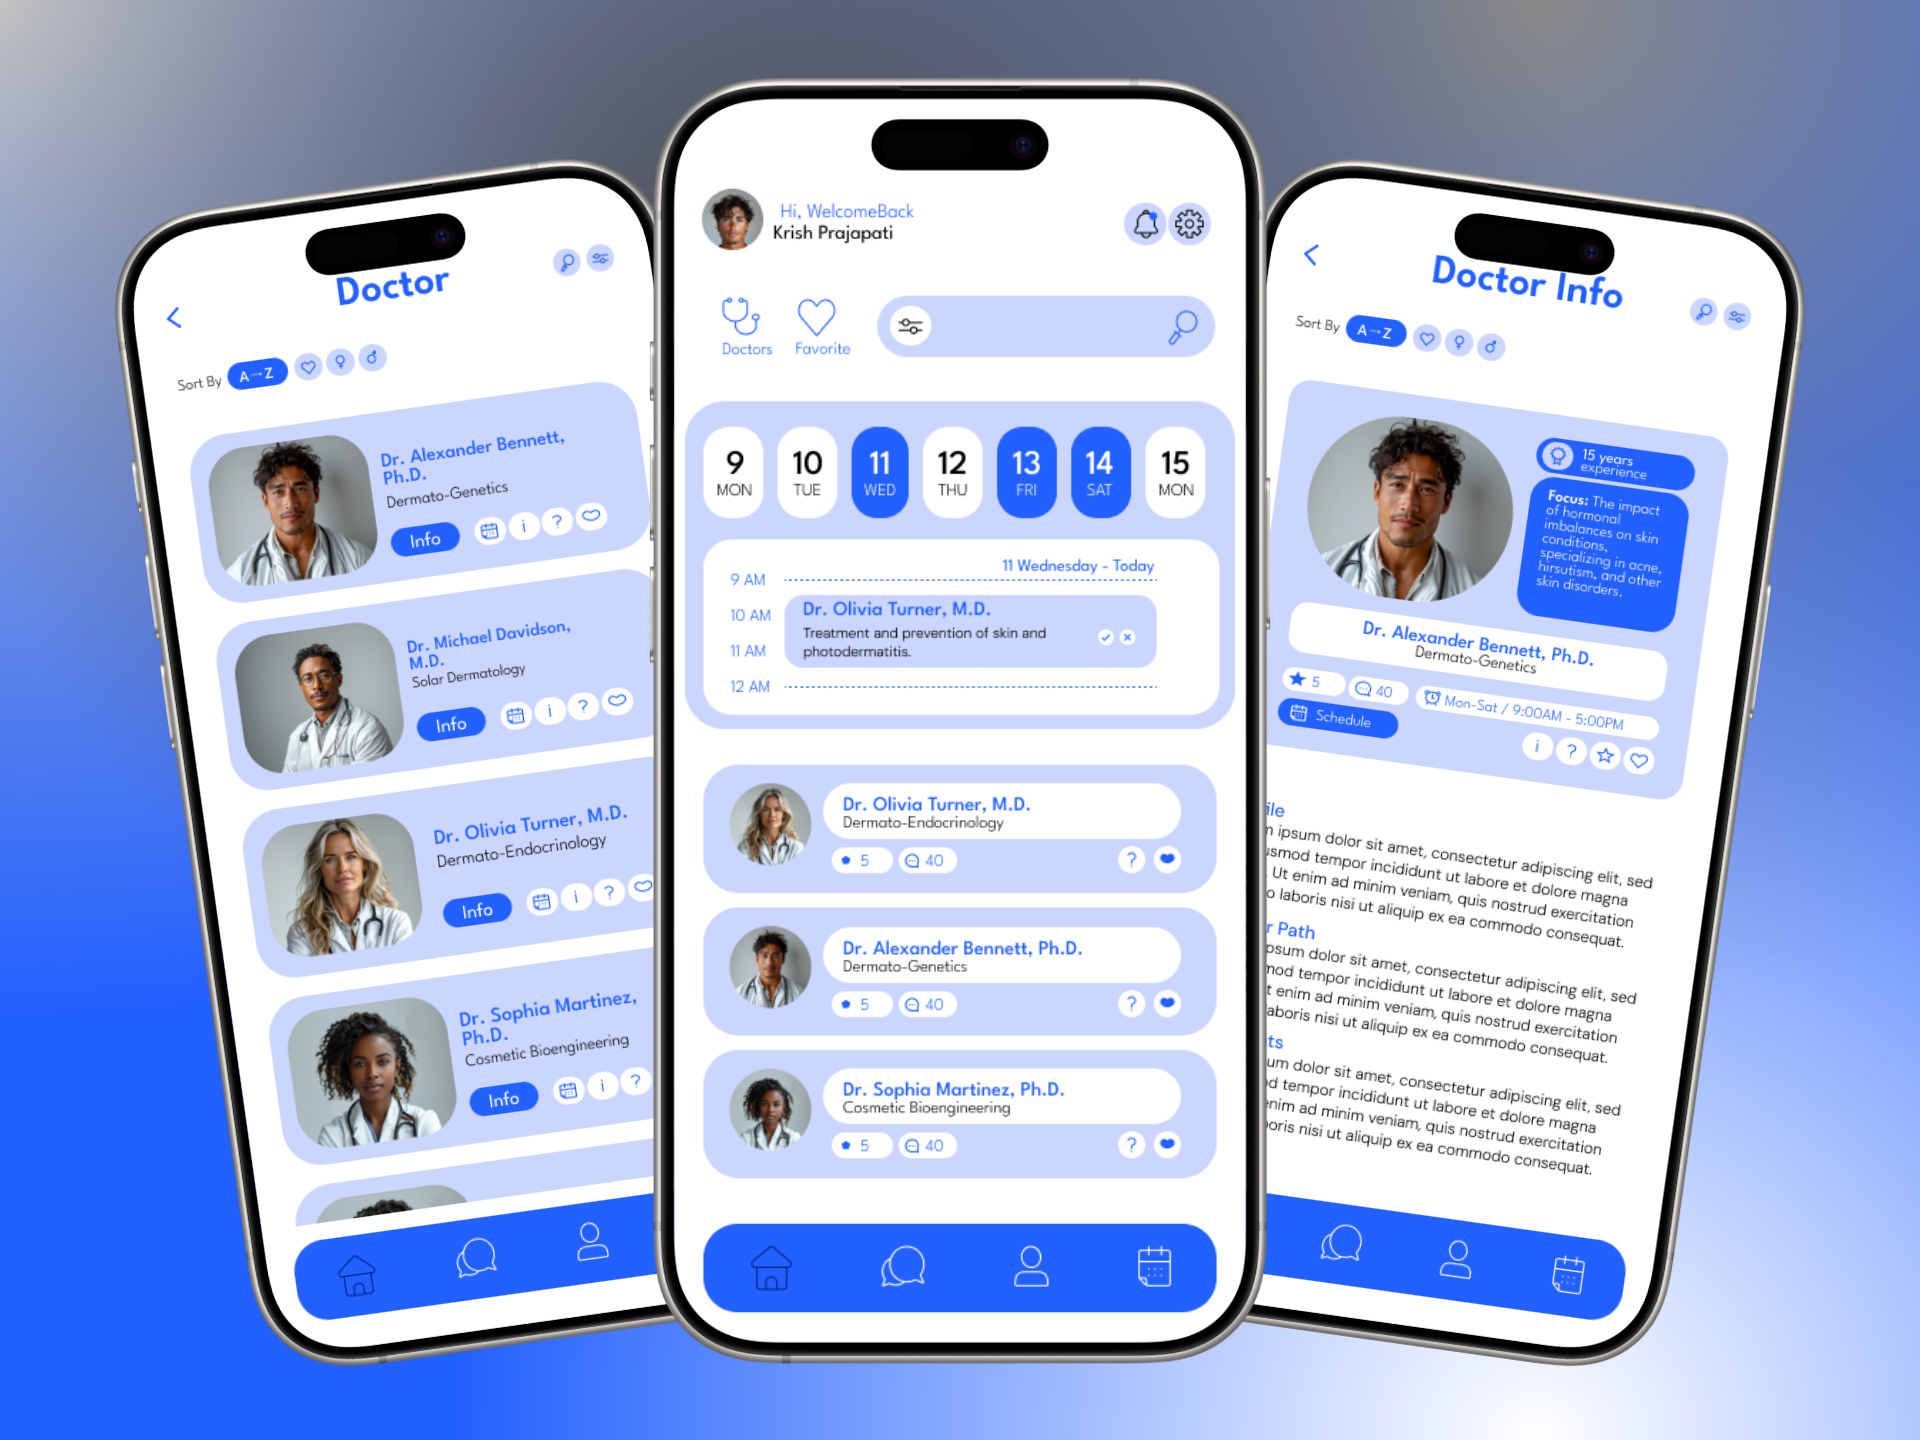 Doctor
Sort By A→Z
Dr. Alexander Bennett,
Ph.D.
Dermato-Genetics
Info i ?
Dr. Michael Davidson,
M.D.
Solar Dermatology
Info i ?
Dr. Olivia Turner, M.D.
Dermato-Endocrinology
Info i ?
Dr. Sophia Martinez,
Ph.D.
Cosmetic Bioengineering
Info i ?
Hi, WelcomeBack
Krish Prajapati
Doctors Favorite
9 10 11 12 13 14 15
MON TUE WED THU FRI SAT MON
11 Wednesday - Today
9 AM
10 AM
11 AM
12 AM
Dr. Olivia Turner, M.D.
Treatment and prevention of skin and
photodermatitis.
Dr. Olivia Turner, M.D.
Dermato-Endocrinology
5 40 ?
Dr. Alexander Bennett, Ph.D.
Dermato-Genetics
5 40 ?
Dr. Sophia Martinez, Ph.D.
Cosmetic Bioengineering
5 40 ?
Doctor Info
Sort By A→Z
15 years
experience
Focus: The impact
of hormonal
imbalances on skin
conditions,
specializing in acne,
hirsutism, and other
skin disorders.
Dr. Alexander Bennett, Ph.D.
Dermato-Genetics
5 40 Mon-Sat / 9:00AM - 5:00PM
Schedule
i ?
ile
ipsum dolor sit amet, consectetur adipiscing elit, sed
usmod tempor incididunt ut labore et dolore magna
. Ut enim ad minim veniam, quis nostrud exercitation
o laboris nisi ut aliquip ex ea commodo consequat.
r Path
psum dolor sit amet, consectetur adipiscing elit, sed
mod tempor incididunt ut labore et dolore magna
t enim ad minim veniam, quis nostrud exercitation
aboris nisi ut aliquip ex ea commodo consequat.
ts
um dolor sit amet, consectetur adipiscing elit, sed
d tempor incididunt ut labore et dolore magna
enim ad minim veniam, quis nostrud exercitation
oris nisi ut aliquip ex ea commodo consequat.